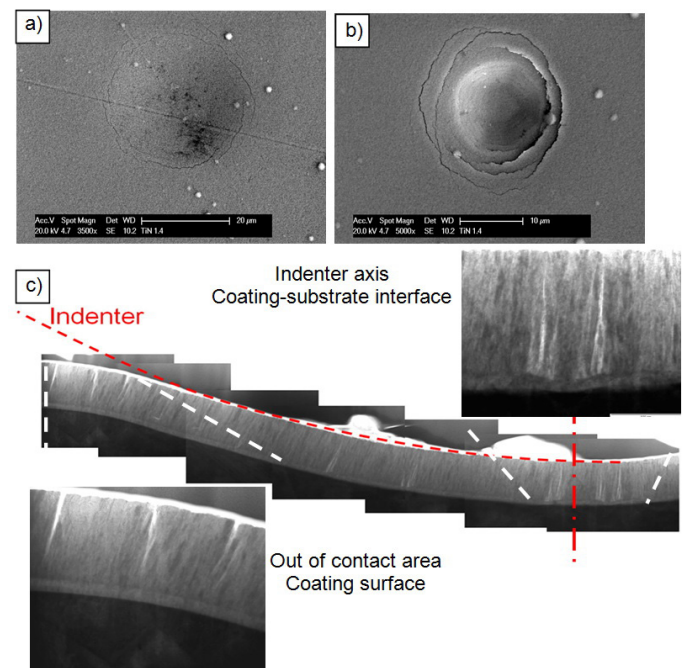 a)
Acc.V Spot Magn Det WD 20 µm
20.0 kV 4.7 3500x SE 10.2 TiN 1.4
b)
Acc.V Spot Magn Det WD 10 µm
20.0 kV 4.7 5000x SE 10.2 TiN 1.4
c)
Indenter axis
Coating-substrate interface
Indenter
Out of contact area
Coating surface